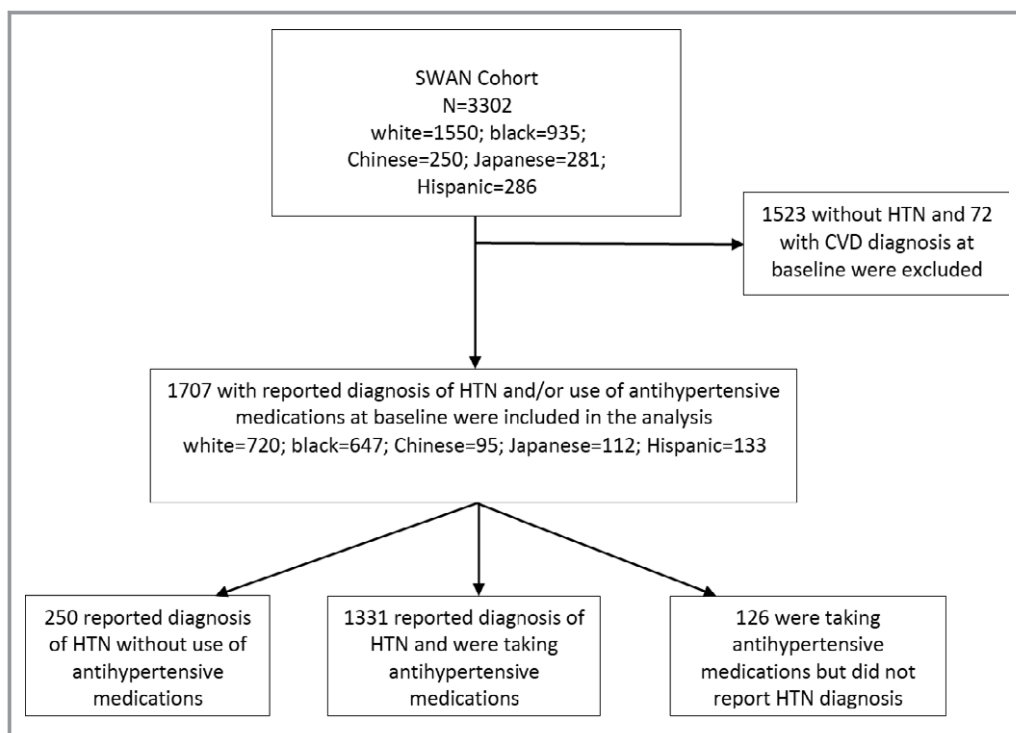 SWAN Cohort
N=3302
white=1550; black=935;
Chinese=250; Japanese=281;
Hispanic=286
1523 without HTN and 72
with CVD diagnosis at
baseline were excluded
1707 with reported diagnosis of HTN and/or use of antihypertensive
medications at baseline were included in the analysis
white=720; black=647; Chinese=95; Japanese=112; Hispanic=133
250 reported diagnosis
of HTN without use of
antihypertensive
medications
1331 reported diagnosis of
HTN and were taking
antihypertensive
medications
126 were taking
antihypertensive
medications but did not
report HTN diagnosis